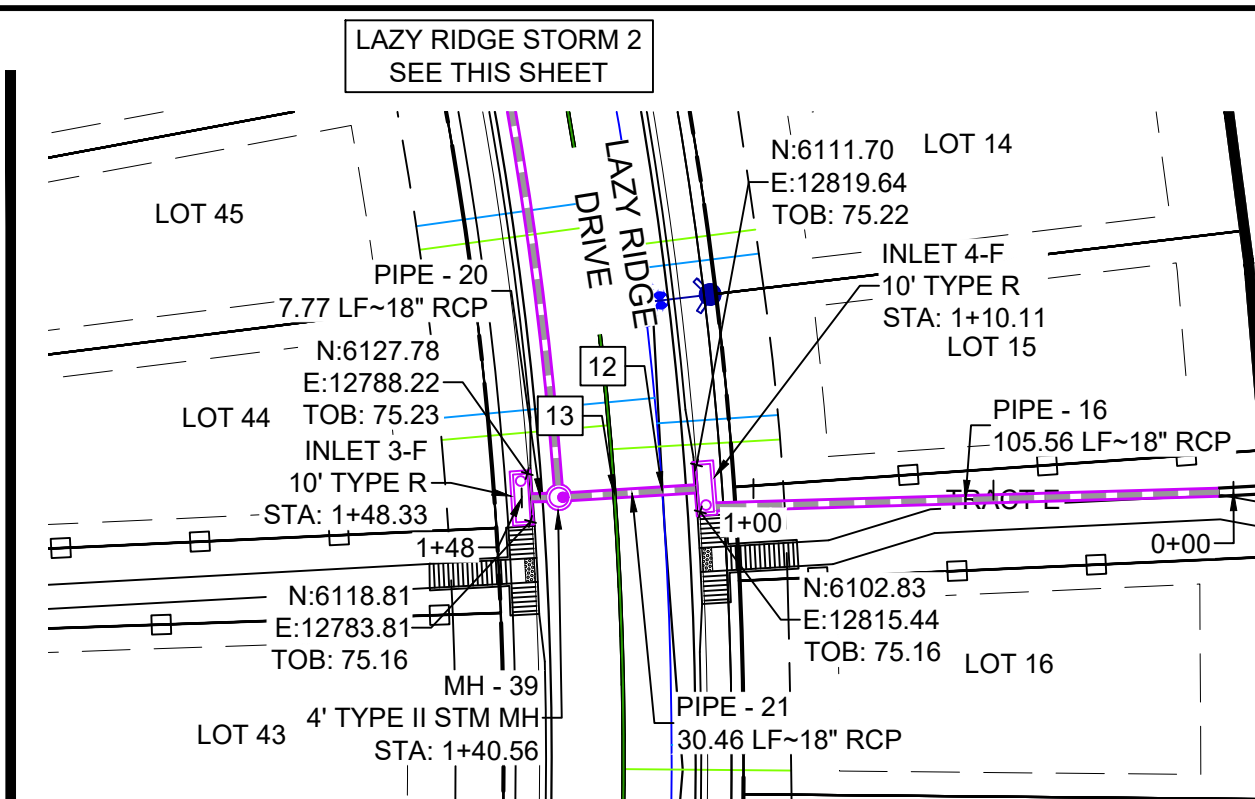 LAZY RIDGE STORM 2
SEE THIS SHEET
LAZY RIDGE
DRIVE
N:6111.70
E:12819.64
TOB: 75.22
LOT 14
LOT 45
INLET 4-F
10' TYPE R
STA: 1+10.11
LOT 15
PIPE - 20
7.77 LF~18" RCP
N:6127.78
E:12788.22
TOB: 75.23
12
13
LOT 44
INLET 3-F
10' TYPE R
STA: 1+48.33
PIPE - 16
105.56 LF~18" RCP
TRACT E
1+00
0+00
1+48
N:6118.81
E:12783.81
TOB: 75.16
N:6102.83
E:12815.44
TOB: 75.16
LOT 16
MH - 39
4' TYPE II STM MH
STA: 1+40.56
PIPE - 21
30.46 LF~18" RCP
LOT 43